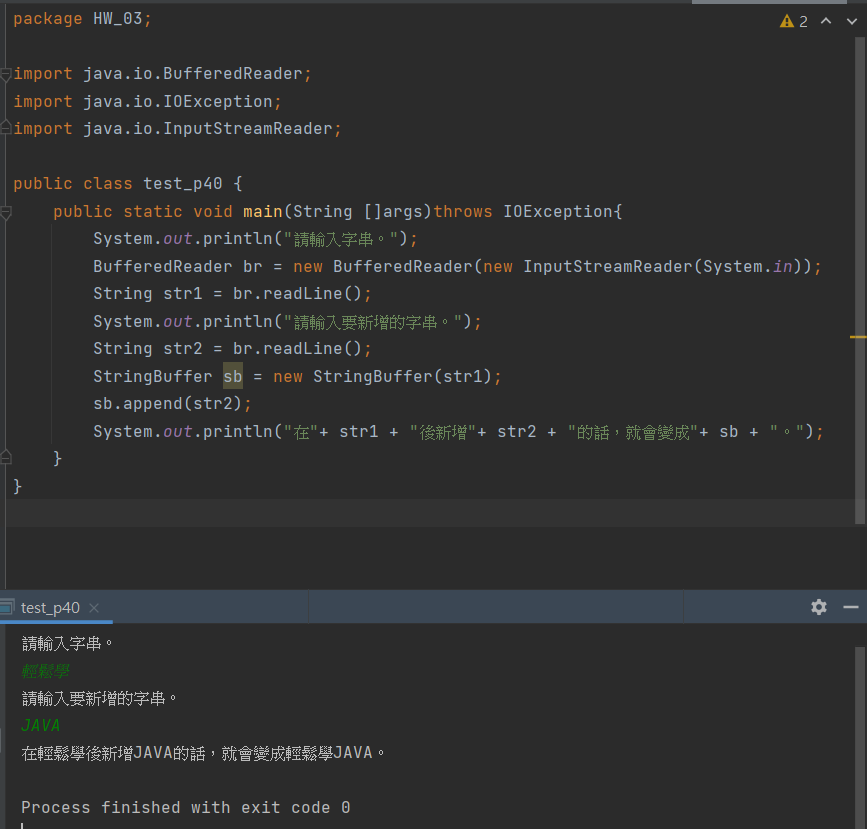 package HW_03;
2
import java.io.BufferedReader;
import java.io.IOException;
import java.io.InputStreamReader;
public class test_p40 {
    public static void main(String []args)throws IOException{
        System.out.println("請輸入字串。");
        BufferedReader br = new BufferedReader(new InputStreamReader(System.in));
        String str1 = br.readLine();
        System.out.println("請輸入要新增的字串。");
        String str2 = br.readLine();
        StringBuffer sb = new StringBuffer(str1);
        sb.append(str2);
        System.out.println("在"+ str1 + "後新增"+ str2 + "的話，就會變成"+ sb + "。");
    }
}
test_p40
請輸入字串。
輕鬆學
請輸入要新增的字串。
JAVA
在輕鬆學後新增JAVA的話，就會變成輕鬆學JAVA。
Process finished with exit code 0